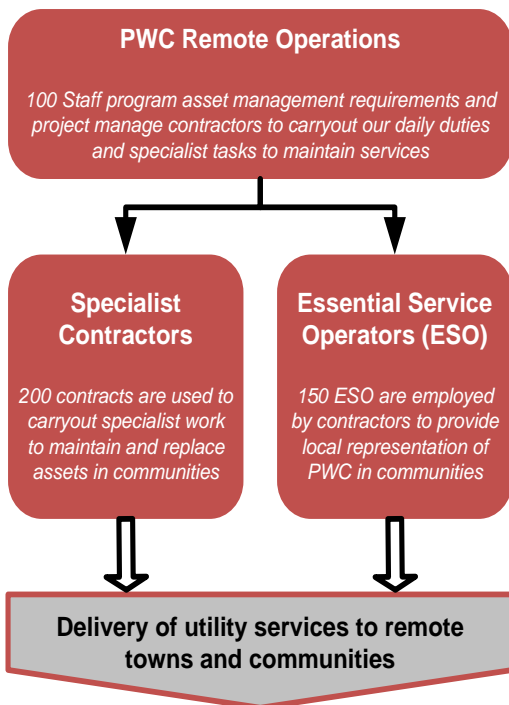 PWC Remote Operations
100 Staff program asset management requirements and
project manage contractors to carryout our daily duties
and specialist tasks to maintain services
Specialist
Contractors
200 contracts are used to
carryout specialist work
to maintain and replace
assets in communities
Essential Service
Operators (ESO)
150 ESO are employed
by contractors to provide
local representation of
PWC in communities
Delivery of utility services to remote
towns and communities